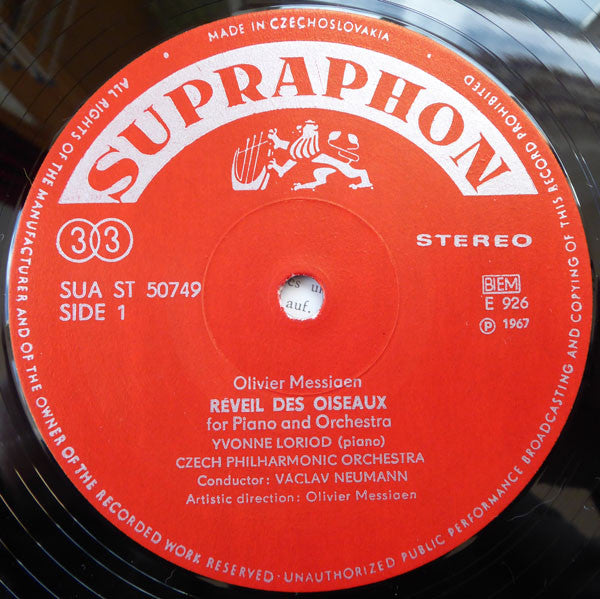 MADE IN CZECHOSLOVAKIA
ALL RIGHTS OF THE MANUFACTURER AND OF THE OWNER OF THE RECORDED WORK RESERVED · UNAUTHORIZED PUBLIC PERFORMANCE BROADCASTING AND COPYING OF THIS RECORD PROHIBITED
SUPRAPHON
33
STEREO
SUA ST 50749
SIDE 1
BIEM
E 926
Ⓟ 1967
auf.
Olivier Messiaen
RÉVEIL DES OISEAUX
for Piano and Orchestra
YVONNE LORIOD (piano)
CZECH PHILHARMONIC ORCHESTRA
Conductor: VACLAV NEUMANN
Artistic direction: Olivier Messiaen